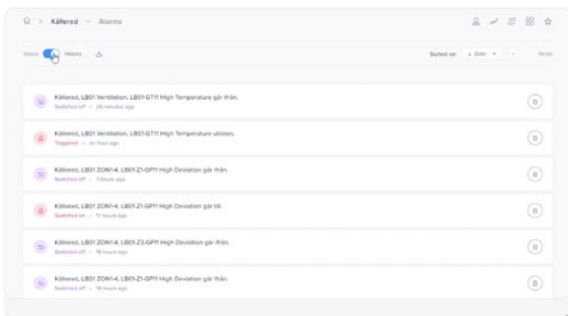 Källered – Alarms
Status History Sorted on Date Reset
Källered, LB01 Ventilation, LB01-GT11 High Temperature går ifrån.
Switched off • 20 minutes ago
Källered, LB01 Ventilation, LB01-GT11 High Temperature utlöses.
Triggered • an hour ago
Källered, LB01 ZON1-4, LB01-Z1-GP11 High Deviation går ifrån.
Switched off •
Källered, LB01 ZON1-4, LB01-Z1-GP11 High Deviation går till.
Switched on • 17 hours ago
Källered, LB01 ZON1-4, LB01-Z3-GP11 High Deviation går ifrån.
Switched off • 18 hours ago
Källered, LB01 ZON1-4, LB01-Z1-GP11 High Deviation går ifrån.
Switched off • 18 hours ago